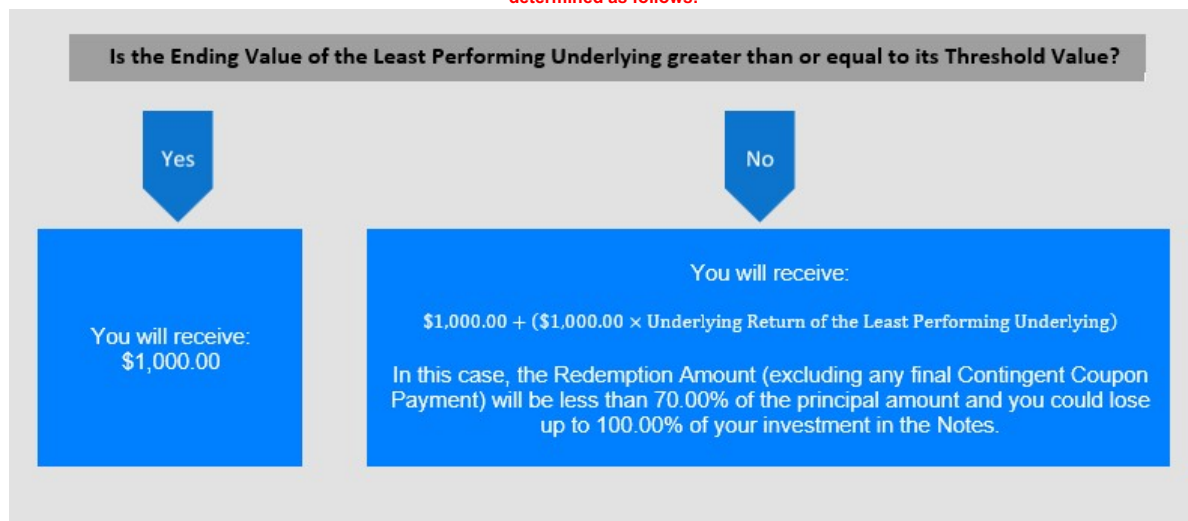 determined as follows:
Is the Ending Value of the Least Performing Underlying greater than or equal to its Threshold Value?
Yes
No
You will receive:
$1,000.00
You will receive:
$1,000.00 + ($1,000.00 × Underlying Return of the Least Performing Underlying)
In this case, the Redemption Amount (excluding any final Contingent Coupon
Payment) will be less than 70.00% of the principal amount and you could lose
up to 100.00% of your investment in the Notes.